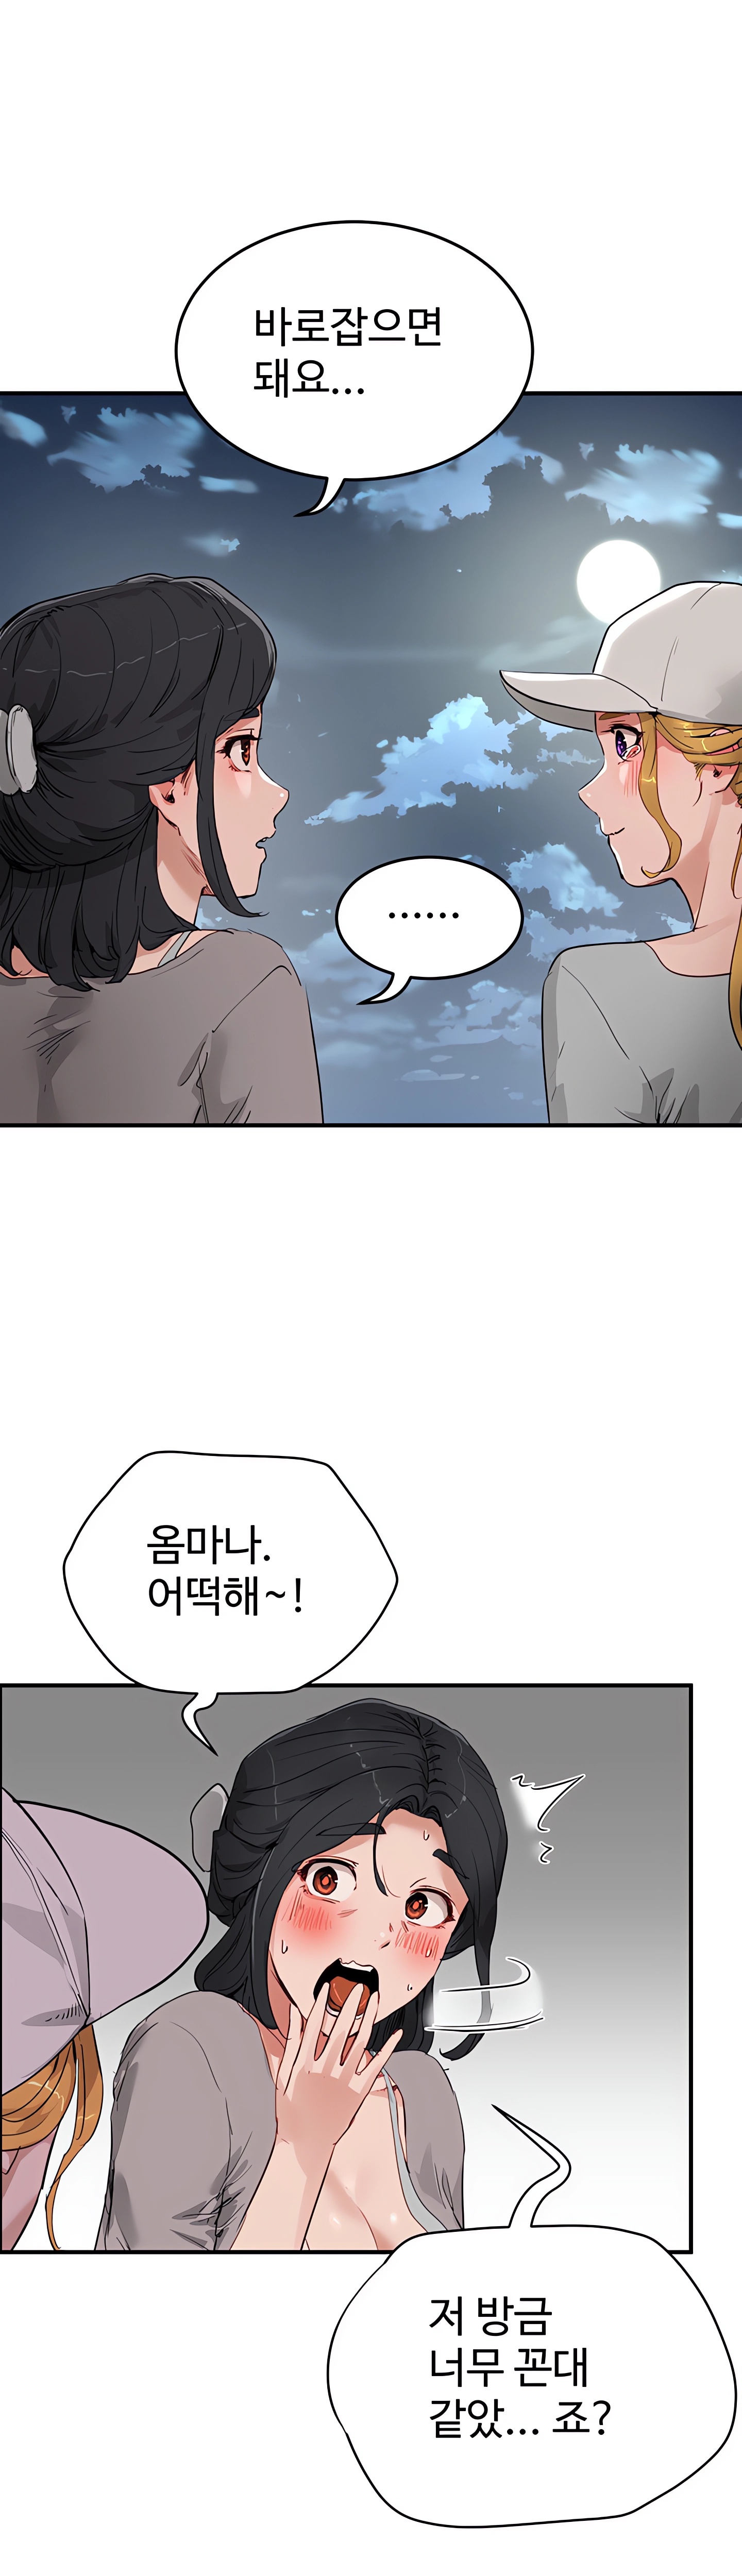 바로잡으면
돼요...
......
옴마나.
어떡해~!
저 방금
너무 꼰대
같았... 죠?